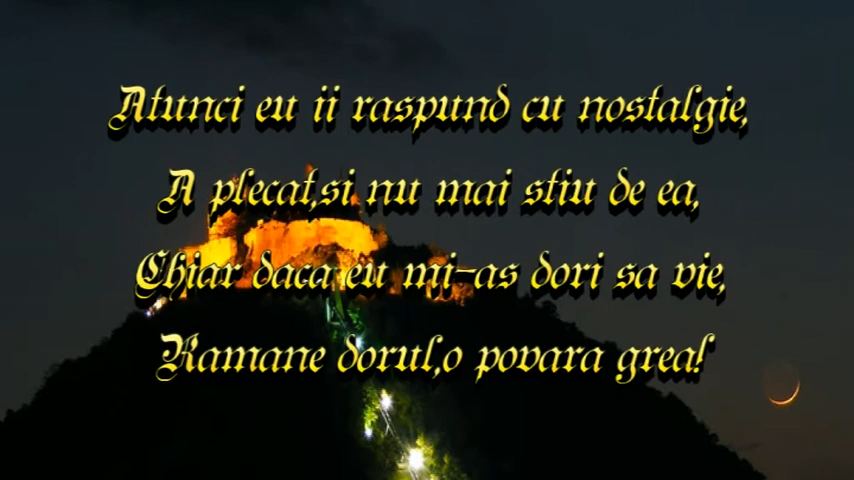 Atunci eu ii raspund cu nostalgie,
A plecat,si nu mai stiu de ea,
Chiar daca eu mi-as dori sa vie,
Ramane dorul,o povara grea!